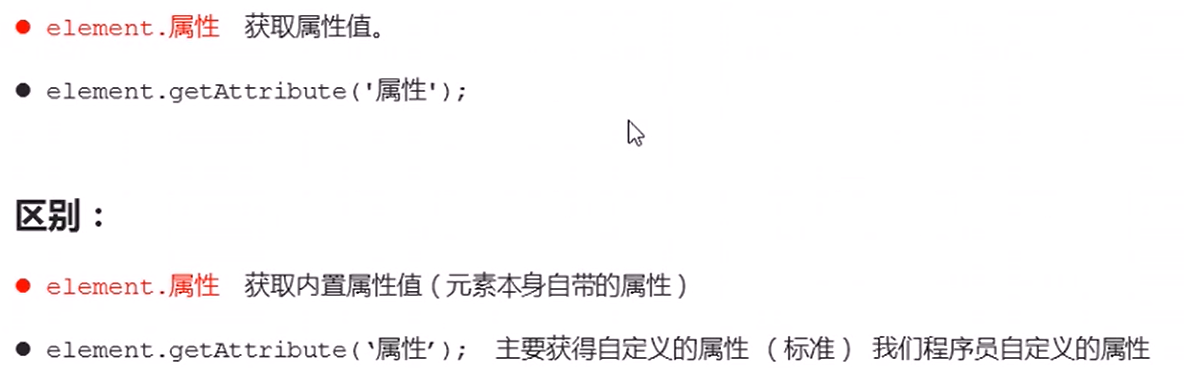 ● element.属性 获取属性值。
● element.getAttribute('属性');
区别：
● element.属性 获取内置属性值(元素本身自带的属性)
● element.getAttribute(‘属性’); 主要获得自定义的属性 (标准) 我们程序员自定义的属性